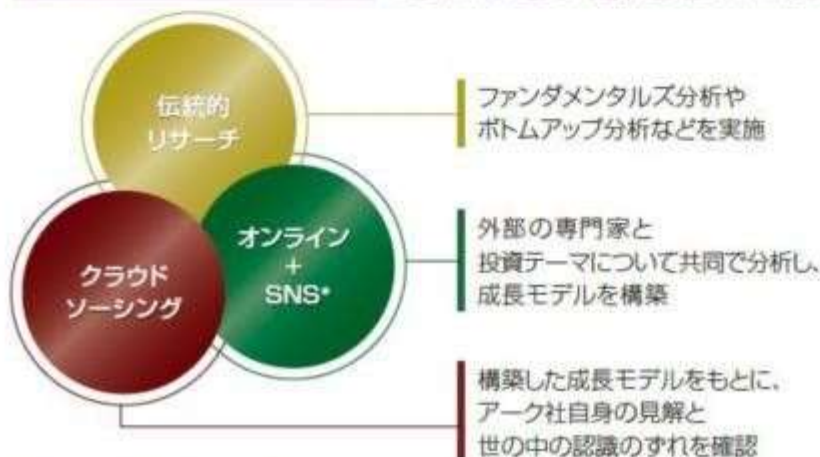 伝統的
リサーチ
ファンダメンタルズ分析や
ボトムアップ分析などを実施
オンライン
+
SNS*
外部の専門家と
投資テーマについて共同で分析し、
成長モデルを構築
クラウド
ソーシング
構築した成長モデルをもとに、
アーク社自身の見解と
世の中の認識のずれを確認